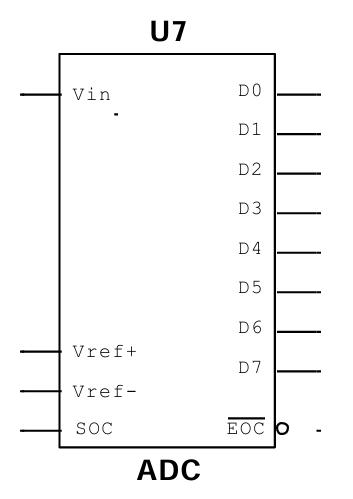 U7
Vin
D0
D1
D2
D3
D4
D5
D6
D7
Vref+
Vref-
SOC
EOC
ADC